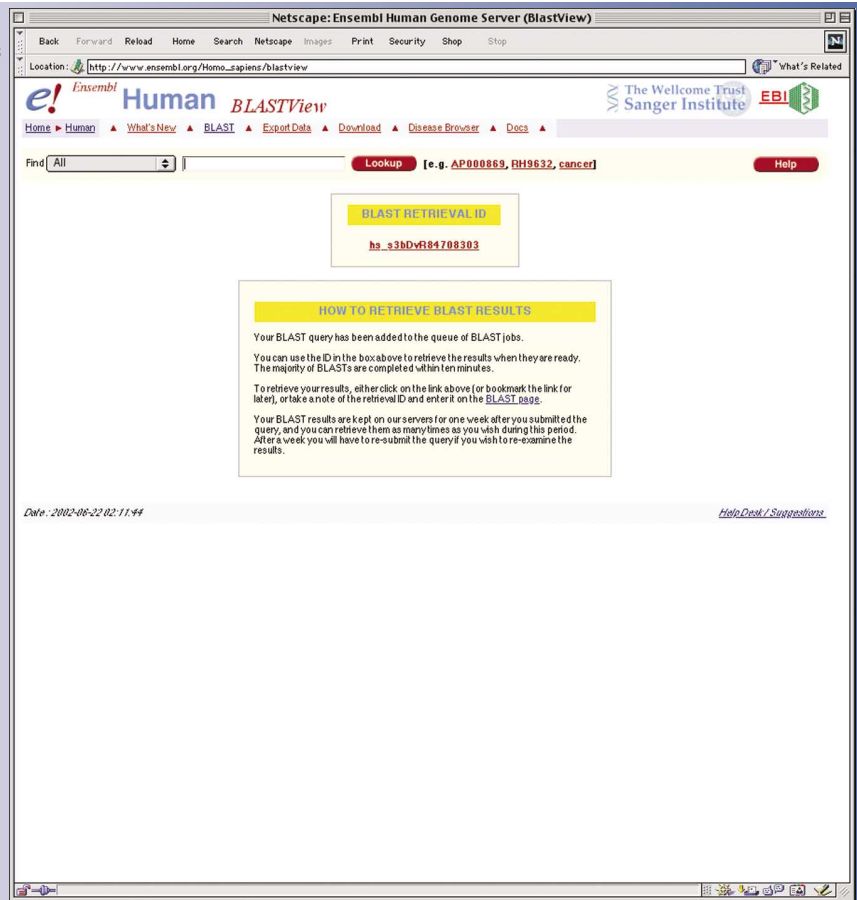 Netscape: Ensembl Human Genome Server (BlastView)
Back Forward Reload Home Search Netscape Images Print Security Shop Stop
N
Location: http://www.ensembl.org/Homo_sapiens/blastview What's Related
e! Ensembl Human BLASTView The Wellcome Trust
Sanger Institute EBI
Home Human What's New BLAST Export Data Download Disease Browser Docs
Find All Lookup [e.g. AP000869, RH9632, cancer] Help
BLAST RETRIEVAL ID
hs_s3bDvR84708303
HOW TO RETRIEVE BLAST RESULTS
Your BLAST query has been added to the queue of BLAST jobs.
You can use the ID in the box above to retrieve the results when they are ready.
The majority of BLASTs are completed within ten minutes.
To retrieve your results, either click on the link above (or bookmark the link for
later), or take a note of the retrieval ID and enter it on the BLAST page.
Your BLAST results are kept on our servers for one week after you submitted the
query, and you can retrieve them as many times as you wish during this period.
After a week you will have to re-submit the query if you wish to re-examine the
results.
Date : 2002-06-22 02:11:44 Help Desk / Suggestions